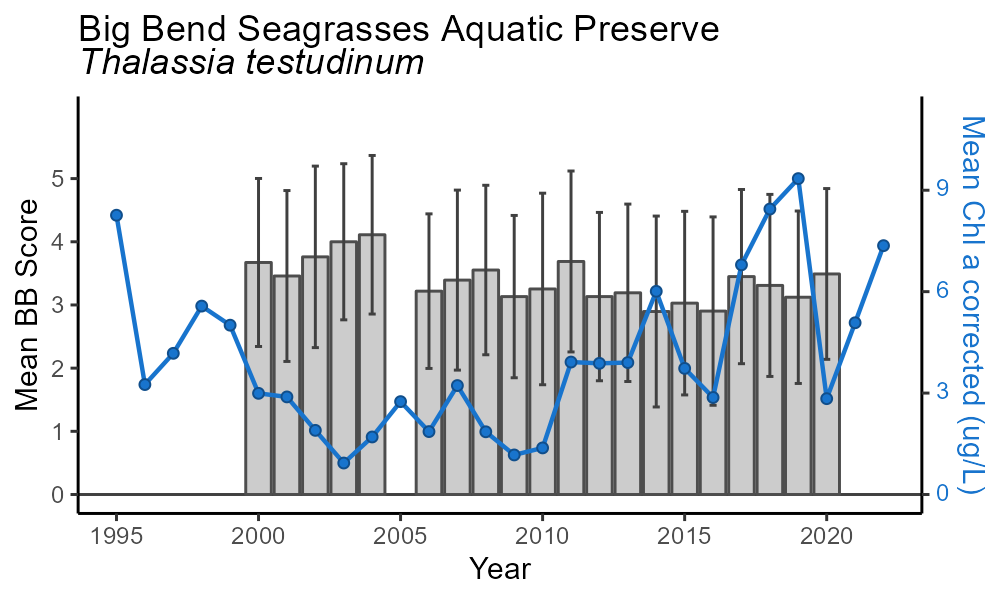 Big Bend Seagrasses Aquatic Preserve
Thalassia testudinum
Mean BB Score
5
4
3
2
1
0
Mean Chl a corrected (ug/L)
9
6
3
0
1995 2000 2005 2010 2015 2020
Year